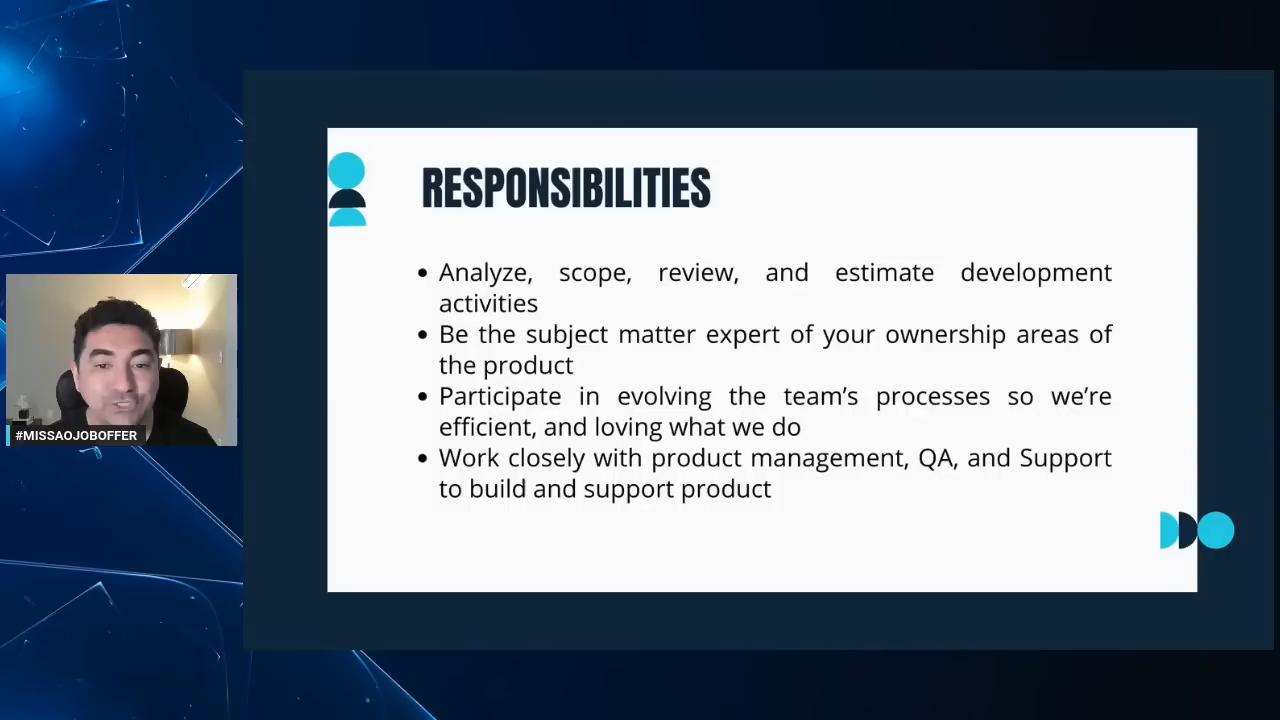 RESPONSIBILITIES
Analyze, scope, review, and estimate development
activities
Be the subject matter expert of your ownership areas of
the product
Participate in evolving the team’s processes so we’re
efficient, and loving what we do
Work closely with product management, QA, and Support
to build and support product
#MISSAOJOBOFFER